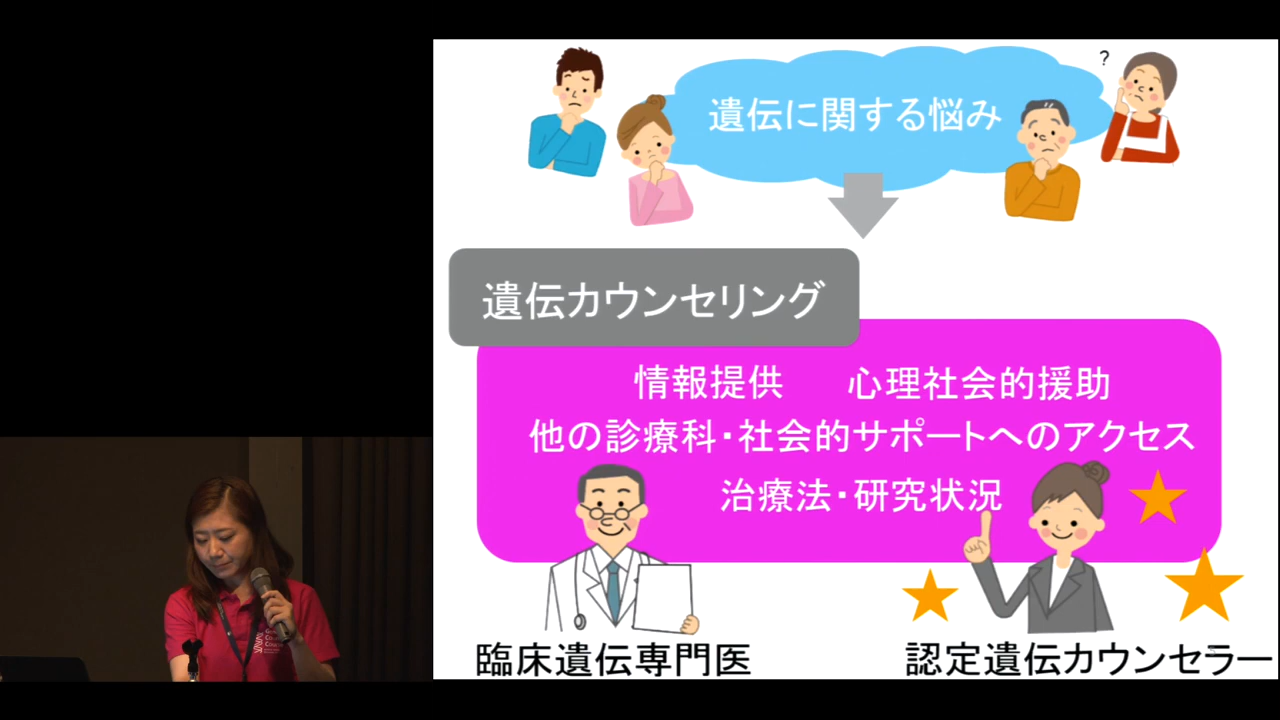 遺伝に関する悩み
?
遺伝カウンセリング
情報提供 心理社会的援助
他の診療科・社会的サポートへのアクセス
治療法・研究状況
臨床遺伝専門医
認定遺伝カウンセラー